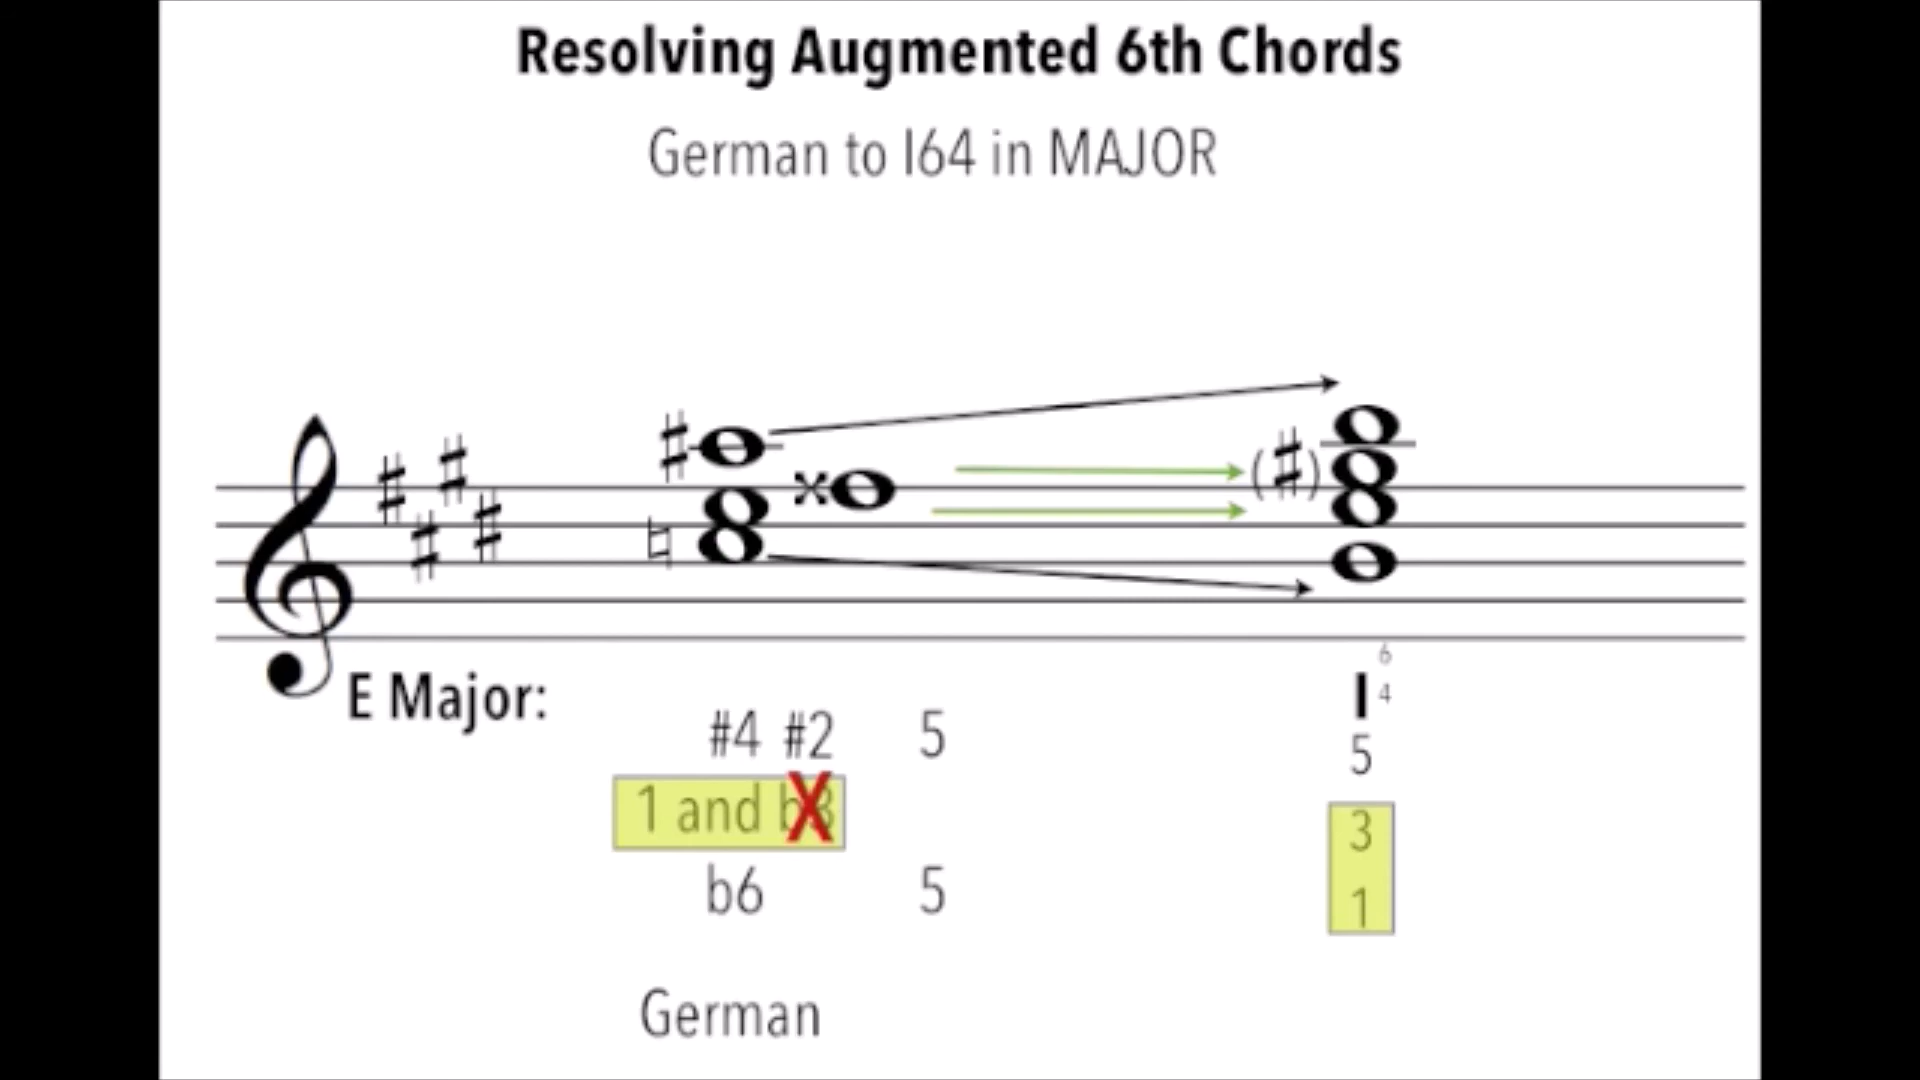 Resolving Augmented 6th Chords
German to I64 in MAJOR
E Major:
I 6 4
#4 #2 5
5
1 and b3
3
b6 5
1
German